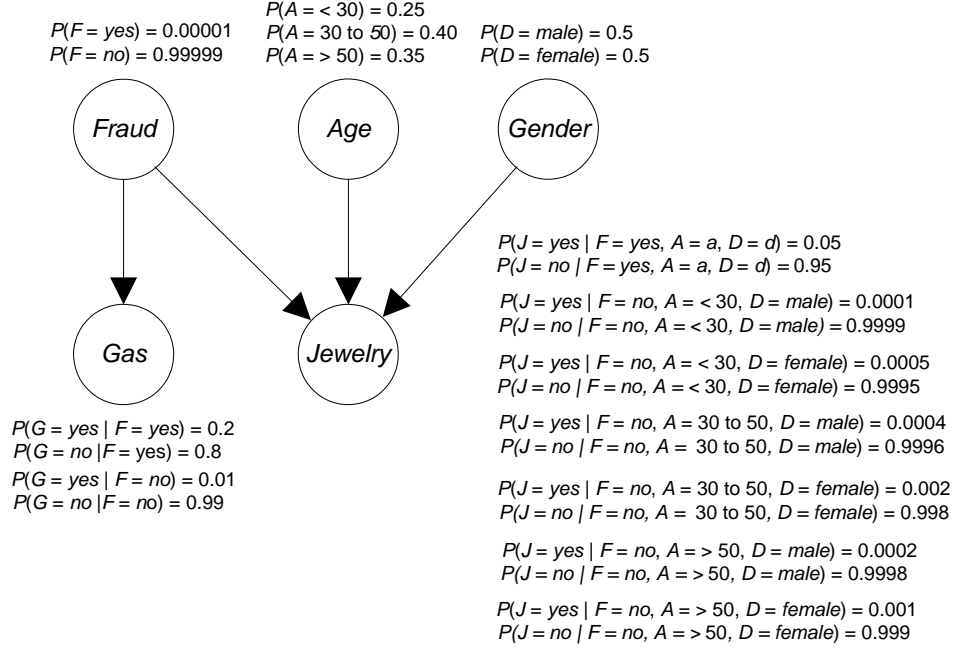 P(F = yes) = 0.00001
P(F = no) = 0.99999
P(A = < 30) = 0.25
P(A = 30 to 50) = 0.40
P(A = > 50) = 0.35
P(D = male) = 0.5
P(D = female) = 0.5
Fraud
Age
Gender
Gas
Jewelry
P(G = yes | F = yes) = 0.2
P(G = no |F = yes) = 0.8
P(G = yes | F = no) = 0.01
P(G = no |F = no) = 0.99
P(J = yes | F = yes, A = a, D = d) = 0.05
P(J = no | F = yes, A = a, D = d) = 0.95
P(J = yes | F = no, A = < 30, D = male) = 0.0001
P(J = no | F = no, A = < 30, D = male) = 0.9999
P(J = yes | F = no, A = < 30, D = female) = 0.0005
P(J = no | F = no, A = < 30, D = female) = 0.9995
P(J = yes | F = no, A = 30 to 50, D = male) = 0.0004
P(J = no | F = no, A = 30 to 50, D = male) = 0.9996
P(J = yes | F = no, A = 30 to 50, D = female) = 0.002
P(J = no | F = no, A = 30 to 50, D = female) = 0.998
P(J = yes | F = no, A = > 50, D = male) = 0.0002
P(J = no | F = no, A = > 50, D = male) = 0.9998
P(J = yes | F = no, A = > 50, D = female) = 0.001
P(J = no | F = no, A = > 50, D = female) = 0.999